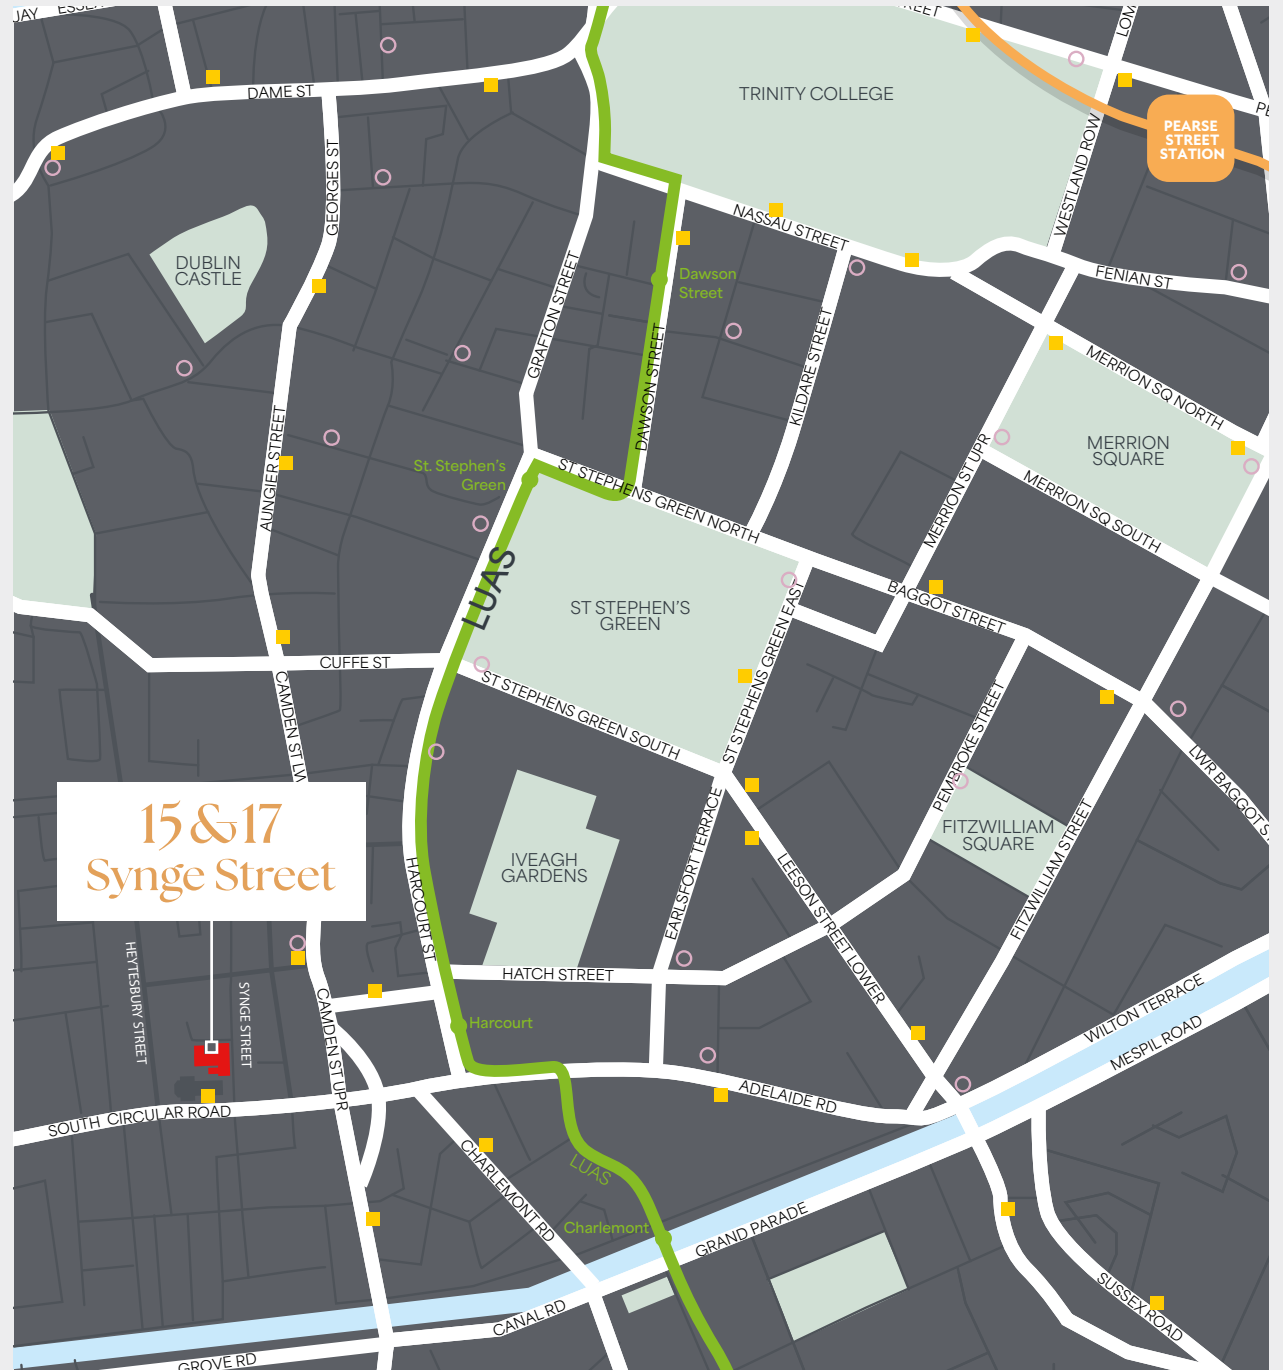 DAME ST
TRINITY COLLEGE
PEARSE
STREET
STATION
WESTLAND ROW
GEORGES ST
NASSAU STREET
DUBLIN
CASTLE
Dawson
Street
FENIAN ST
GRAFTON STREET
DAWSON STREET
KILDARE STREET
MERRION SQ NORTH
MERRION
SQUARE
AUNGIER STREET
St. Stephen's
Green
ST STEPHENS GREEN NORTH
MERRION ST UPR
MERRION SQ SOUTH
LUAS
ST STEPHEN'S
GREEN
BAGGOT STREET
ST STEPHENS GREEN EAST
CUFFE ST
ST STEPHENS GREEN SOUTH
CAMDEN ST LW
PEMBROKE STREET
LWR BAGGOT S
15 & 17
Synge Street
IVEAGH
GARDENS
FITZWILLIAM
SQUARE
FITZWILLIAM STREET
EARLSFORT TERRACE
LEESON STREET LOWER
HARCOURT ST
HATCH STREET
HEYTESBURY STREET
SYNGE STREET
CAMDEN ST UPR
Harcourt
WILTON TERRACE
MESPIL ROAD
ADELAIDE RD
SOUTH CIRCULAR ROAD
CHARLEMONT RD
LUAS
Charlemont
GRAND PARADE
SUSSEX ROAD
CANAL RD
GROVE RD